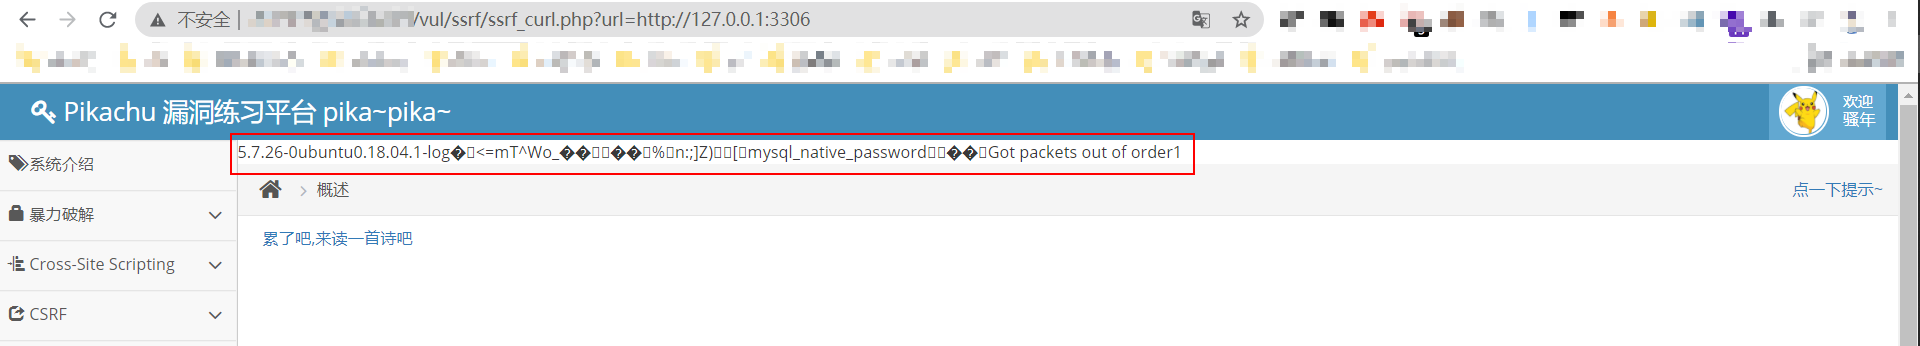 不安全 /vul/ssrf/ssrf_curl.php?url=http://127.0.0.1:3306
Pikachu 漏洞练习平台 pika~pika~
欢迎
骚年
5.7.26-0ubuntu0.18.04.1-log� <=mT^Wo_�� �� % n:;]Z) [ mysql_native_password �� Got packets out of order1
系统介绍
概述
点一下提示~
暴力破解
累了吧,来读一首诗吧
Cross-Site Scripting
CSRF